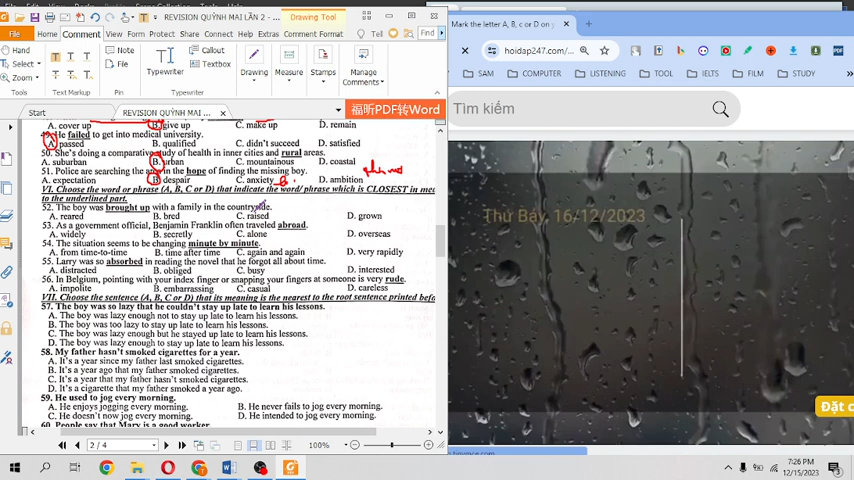 REVISION QUỲNH MAI LẦN 2 -
Drawing Tool
File
Home
Comment
View
Form
Protect
Share
Connect
Help
Extras
Comment Format
Tel
Find
Hand
Select
Zoom
Note
File
Typewriter
Callout
Textbox
Drawing
Measure
Stamps
Manage
Comments
Text Markup
Pin
Typewriter
Start
REVISION QUỲNH MAI LẦN 2 ...
福昕PDF转Word
A. cover up B. give up C. make up D. remain
49. He failed to get into medical university.
A. passed B. qualified C. didn't succeed D. satisfied
50. She's doing a comparative study of health in inner cities and rural areas.
A. suburban B. urban C. mountainous D. coastal
51. Police are searching the area in the hope of finding the missing boy.
A. expectation B. despair C. anxiety B D. ambition
VI. Choose the word or phrase (A, B, C or D) that indicate the word/ phrase which is CLOSEST in mea
to the underlined part.
52. The boy was brought up with a family in the countryside.
A. reared B. bred C. raised D. grown
53. As a government official, Benjamin Franklin often traveled abroad.
A. widely B. secretly C. alone D. overseas
54. The situation seems to be changing minute by minute.
A. from time-to-time B. time after time C. again and again D. very rapidly
55. Larry was so absorbed in reading the novel that he forgot all about time.
A. distracted B. obliged C. busy D. interested
56. In Belgium, pointing with your index finger or snapping your fingers at someone is very rude.
A. impolite B. embarrassing C. casual D. careless
VII. Choose the sentence (A, B, C or D) that its meaning is the nearest to the root sentence printed befo
57. The boy was so lazy that he couldn't stay up late to learn his lessons.
A. The boy was lazy enough not to stay up late to learn his lessons.
B. The boy was too lazy to stay up late to learn his lessons.
C. The boy was lazy enough but he stayed up late to learn his lessons.
D. The boy was lazy enough to stay up late to learn his lessons.
58. My father hasn't smoked cigarettes for a year.
A. It's a year since my father last smoked cigarettes.
B. It's a year ago that my father smoked cigarettes.
C. It's a year that my father hasn't smoked cigarettes.
D. It's a cigarette that my father smoked a year ago.
59. He used to jog every morning.
A. He enjoys jogging every morning. B. He never fails to jog every morning.
C. He doesn't now jog every morning. D. He intended to jog every morning.
60. People say that Mary is a good worker.
2 / 4
100%
Mark the letter A, B, c or D on y
hoidap247.com/...
SAM
COMPUTER
LISTENING
TOOL
IELTS
FILM
STUDY
Tìm kiếm
Thứ Bảy, 16/12/2023
Đặt c
7:26 PM
12/15/2023